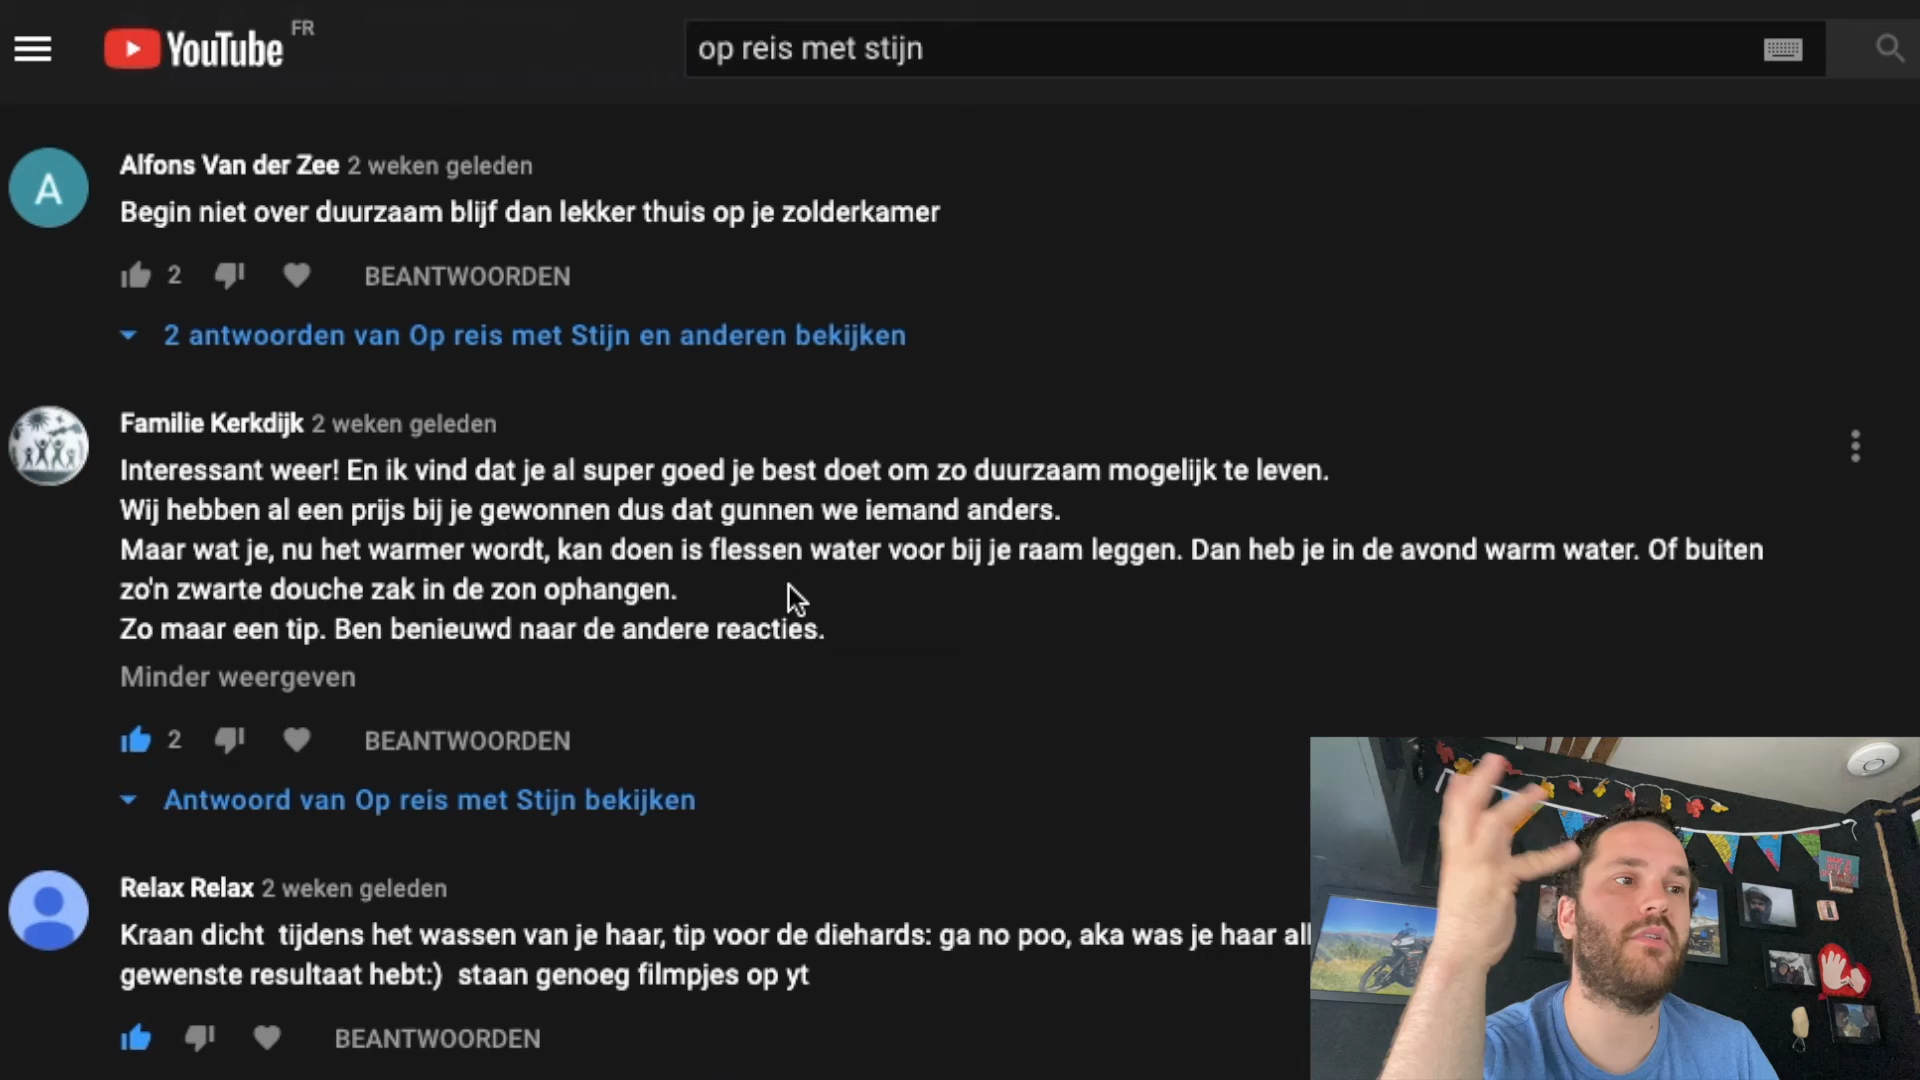 YouTube FR
op reis met stijn
A
Alfons Van der Zee 2 weken geleden
Begin niet over duurzaam blijf dan lekker thuis op je zolderkamer
2 BEANTWOORDEN
2 antwoorden van Op reis met Stijn en anderen bekijken
Familie Kerkdijk 2 weken geleden
Interessant weer! En ik vind dat je al super goed je best doet om zo duurzaam mogelijk te leven.
Wij hebben al een prijs bij je gewonnen dus dat gunnen we iemand anders.
Maar wat je, nu het warmer wordt, kan doen is flessen water voor bij je raam leggen. Dan heb je in de avond warm water. Of buiten
zo'n zwarte douche zak in de zon ophangen.
Zo maar een tip. Ben benieuwd naar de andere reacties.
Minder weergeven
2 BEANTWOORDEN
Antwoord van Op reis met Stijn bekijken
Relax Relax 2 weken geleden
Kraan dicht tijdens het wassen van je haar, tip voor de diehards: ga no poo, aka was je haar all
gewenste resultaat hebt:) staan genoeg filmpjes op yt
BEANTWOORDEN